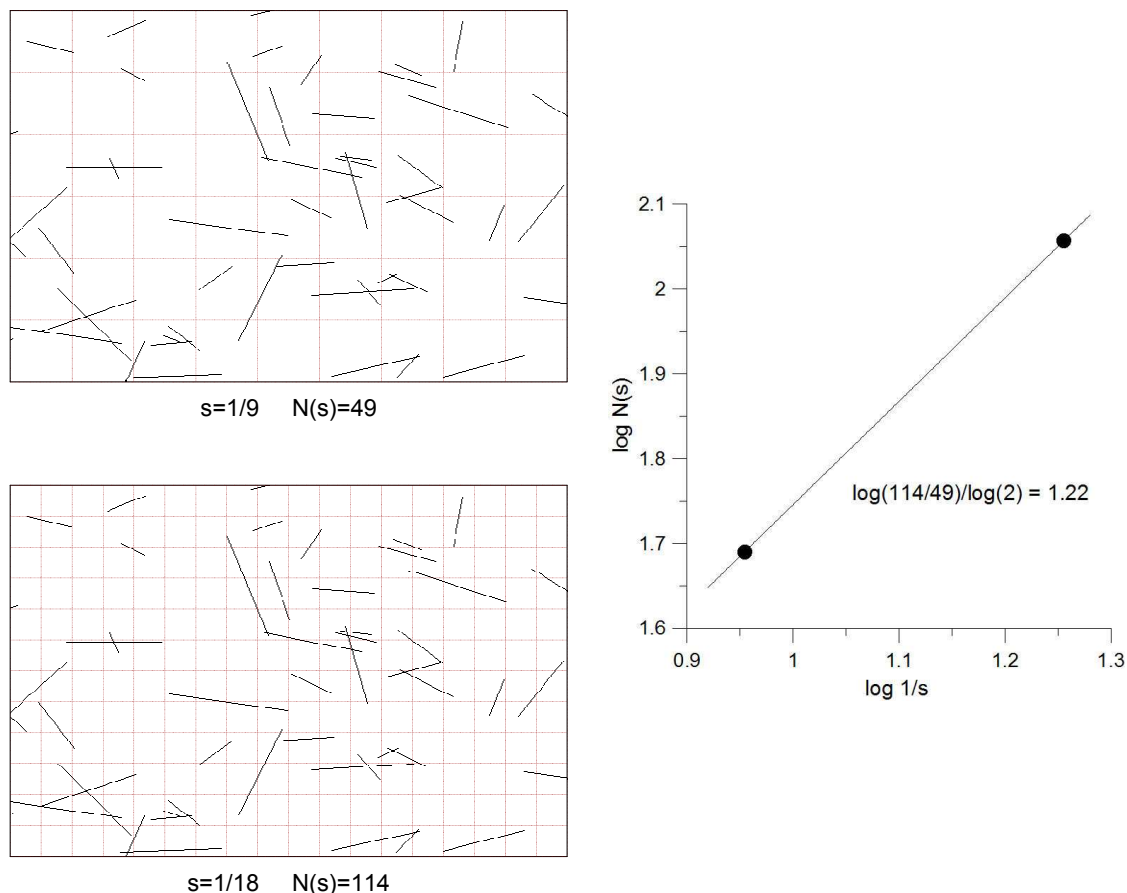 s=1/9 N(s)=49
s=1/18 N(s)=114
log N(s)
2.1
2
1.9
1.8
1.7
1.6
log(114/49)/log(2) = 1.22
0.9 1 1.1 1.2 1.3
log 1/s